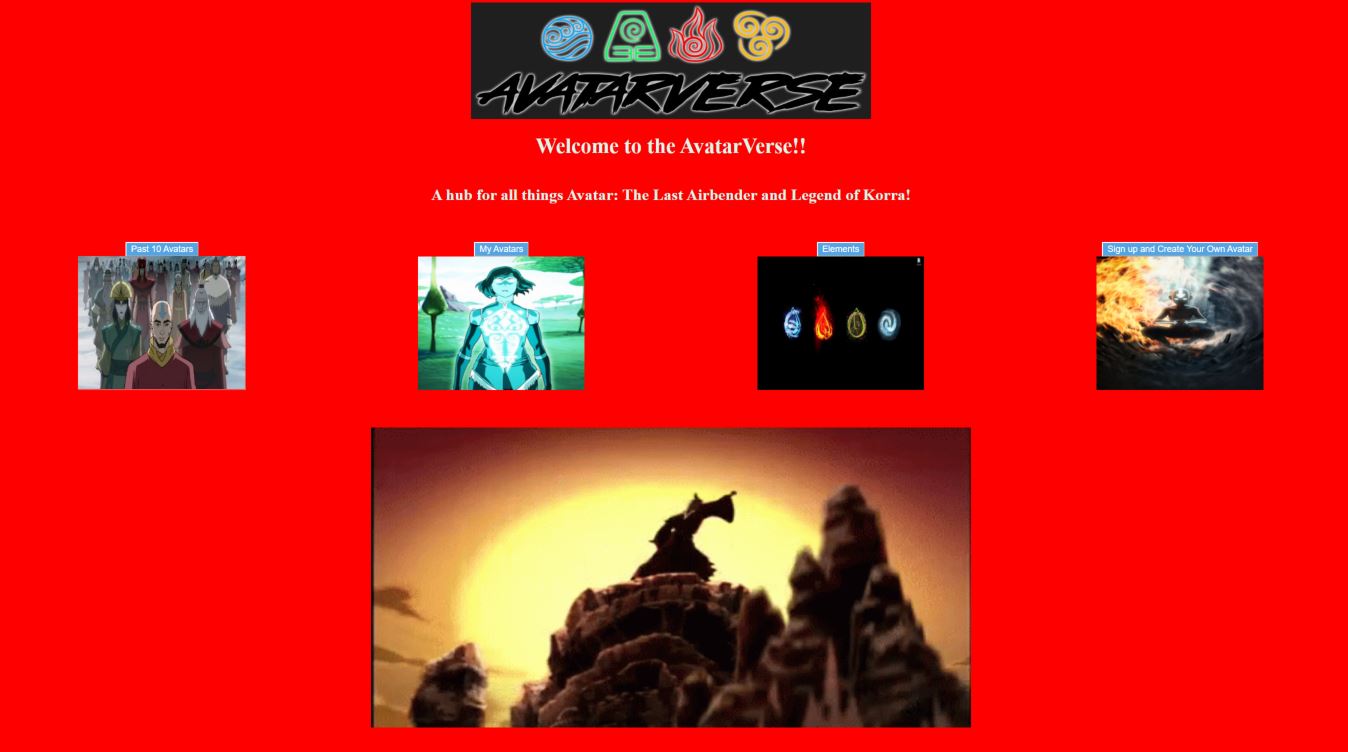 AVATARVERSE
Welcome to the AvatarVerse!!
A hub for all things Avatar: The Last Airbender and Legend of Korra!
Past 10 Avatars
My Avatars
Elements
Sign up and Create Your Own Avatar